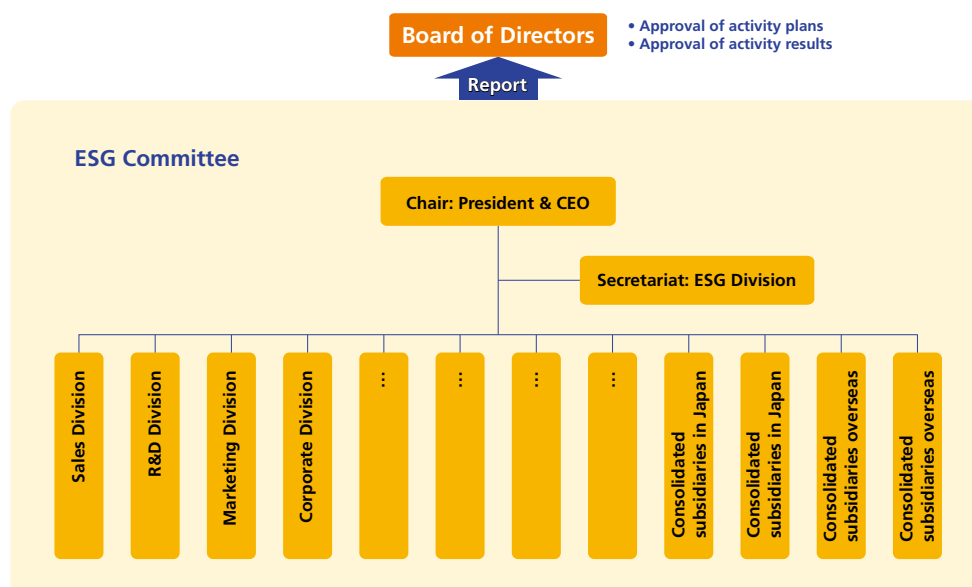 Board of Directors
• Approval of activity plans
• Approval of activity results
Report
ESG Committee
Chair: President & CEO
Secretariat: ESG Division
Sales Division
R&D Division
Marketing Division
Corporate Division
...
...
...
...
Consolidated
subsidiaries in Japan
Consolidated
subsidiaries in Japan
Consolidated
subsidiaries overseas
Consolidated
subsidiaries overseas